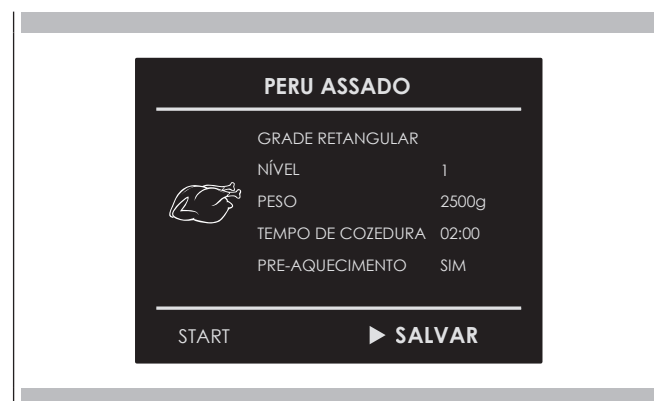 PERU ASSADO
GRADE RETANGULAR
NÍVEL 1
PESO 2500g
TEMPO DE COZEDURA 02:00
PRE-AQUECIMENTO SIM
START ▶ SALVAR